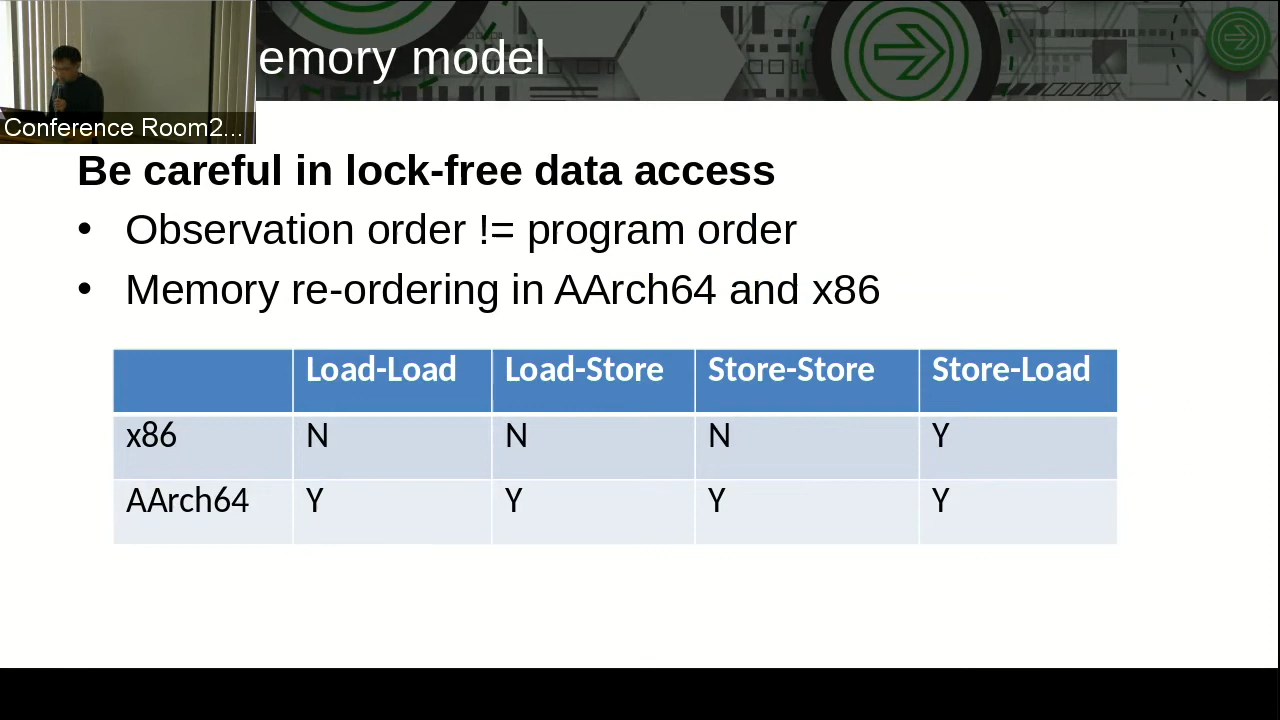 emory model
Conference Room2...
Be careful in lock-free data access
• Observation order != program order
• Memory re-ordering in AArch64 and x86
Load-Load Load-Store Store-Store Store-Load
x86 N N N Y
AArch64 Y Y Y Y